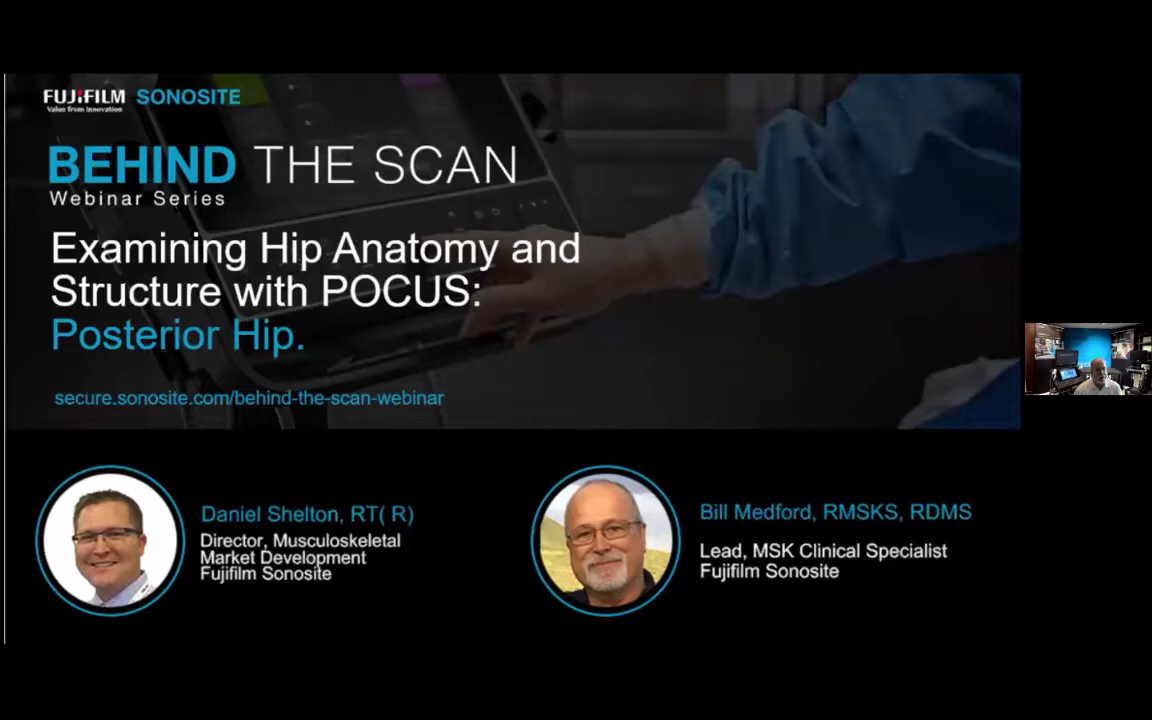 FUJIFILM SONOSITE
Value from Innovation
BEHIND THE SCAN
Webinar Series
Examining Hip Anatomy and
Structure with POCUS:
Posterior Hip.
secure.sonosite.com/behind-the-scan-webinar
Daniel Shelton, RT( R)
Director, Musculoskeletal
Market Development
Fujifilm Sonosite
Bill Medford, RMSKS, RDMS
Lead, MSK Clinical Specialist
Fujifilm Sonosite